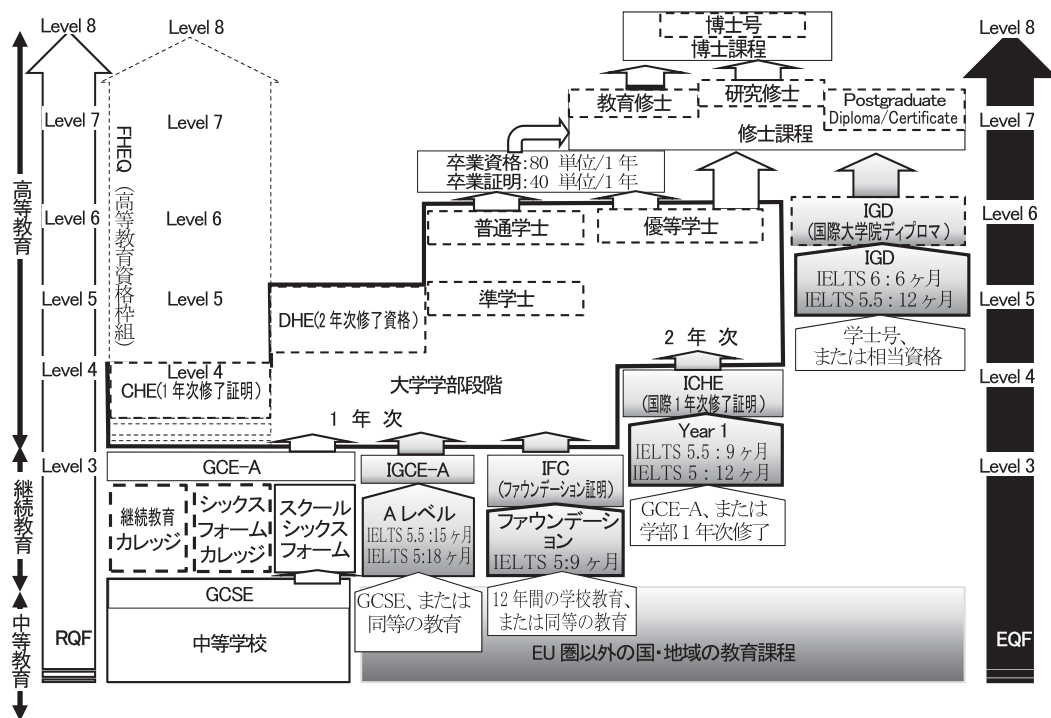 Level 8
Level 8
Level 8
博士号
博士課程
教育修士
研究修士
Postgraduate
Diploma/Certificate
修士課程
Level 7
Level 7
Level 7
卒業資格:80 単位/1 年
卒業証明:40 単位/1 年
高等教育
FHEQ(高等教育資格枠組)
Level 6
Level 6
Level 6
普通学士
優等学士
IGD
(国際大学院ディプロマ)
IGD
IELTS 6 : 6ヶ月
IELTS 5.5 : 12ヶ月
Level 5
Level 5
Level 5
DHE(2年次修了資格)
準学士
学士号、
または相当資格
2 年 次
Level 4
Level 4
Level 4
CHE(1年次修了証明)
大学学部段階
ICHE
(国際1年次修了証明)
1 年 次
Year 1
IELTS 5.5 : 9ヶ月
IELTS 5 : 12ヶ月
継続教育
Level 3
Level 3
GCE-A
IGCE-A
IFC
(ファウンデーション証明)
継続教育
カレッジ
シックス
フォーム
カレッジ
スクール
シックス
フォーム
A レベル
IELTS 5.5 :15ヶ月
IELTS 5:18ヶ月
ファウンデーシ
ョン
IELTS 5:9ヶ月
GCE-A、または
学部1年次修了
中等教育
GCSE
中等学校
GCSE、または
同等の教育
12年間の学校教育、
または同等の教育
EU圏以外の国・地域の教育課程
RQF
EQF